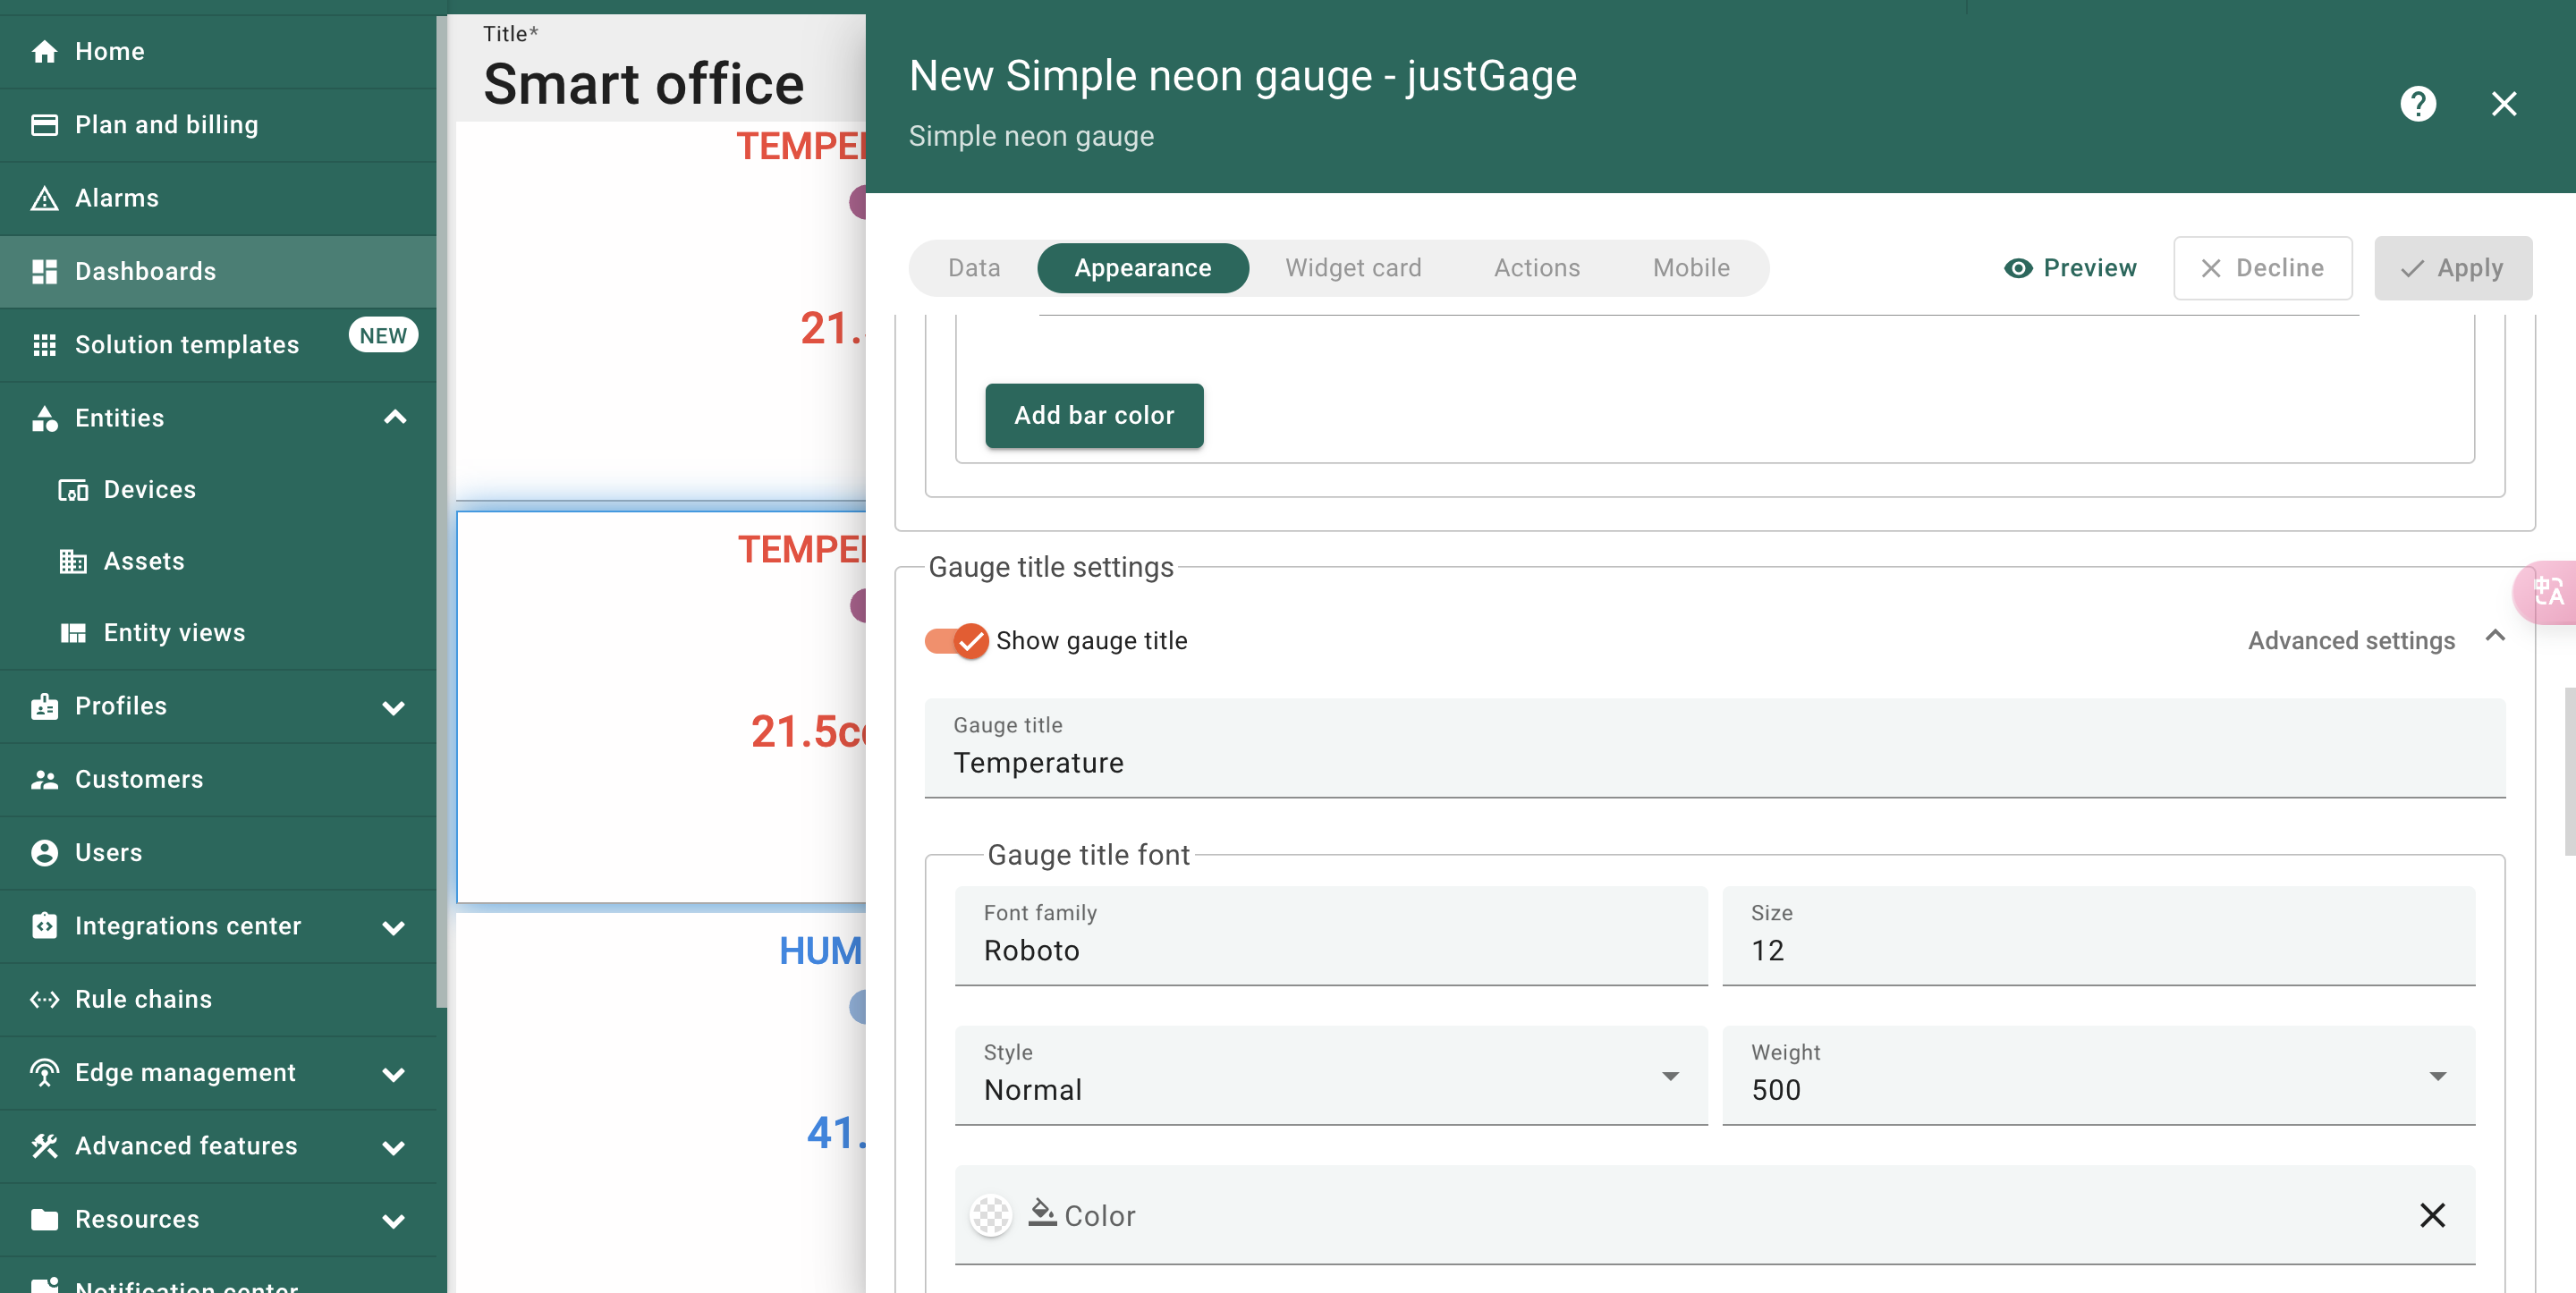 Home
Plan and billing
Alarms
Dashboards
Solution templates NEW
Entities
Devices
Assets
Entity views
Profiles
Customers
Users
Integrations center
Rule chains
Edge management
Advanced features
Resources
Notification center
Title*
Smart office
TEMPE
21.
TEMPE
21.5c
HUM
41.
New Simple neon gauge - justGage
Simple neon gauge
Data Appearance Widget card Actions Mobile
Preview Decline Apply
Add bar color
Gauge title settings
Show gauge title
Advanced settings
Gauge title
Temperature
Gauge title font
Font family
Roboto
Size
12
Style
Normal
Weight
500
Color
中A